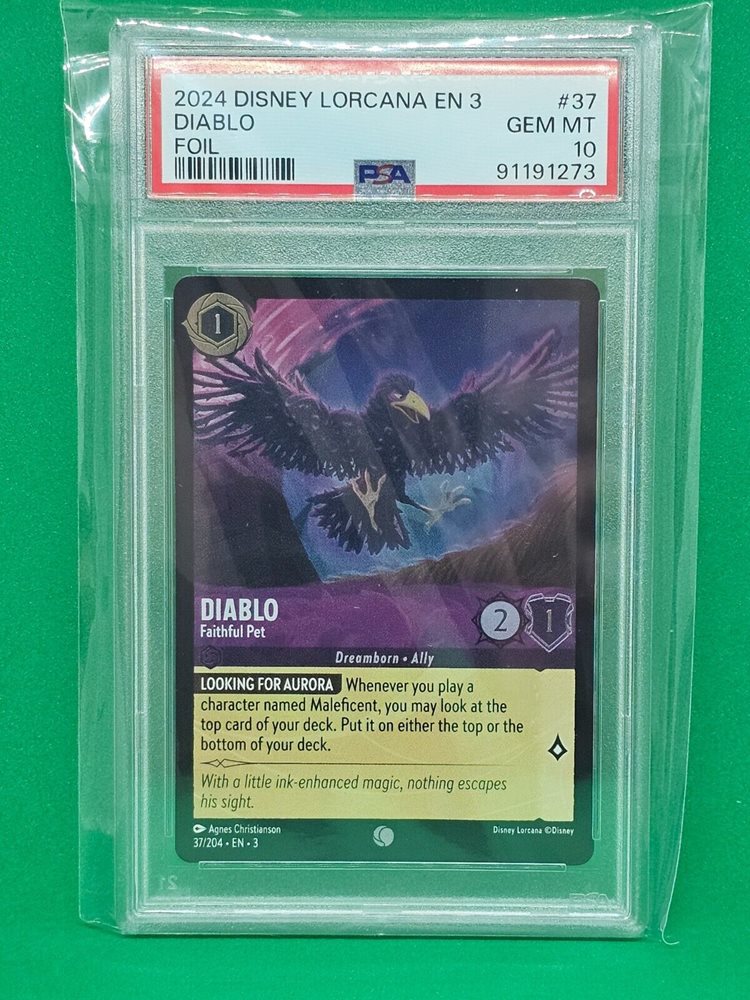 2024 DISNEY LORCANA EN 3 #37
DIABLO GEM MT
FOIL 10
PSA 91191273
1
DIABLO
Faithful Pet
2 1
Dreamborn • Ally
LOOKING FOR AURORA Whenever you play a
character named Maleficent, you may look at the
top card of your deck. Put it on either the top or the
bottom of your deck.
With a little ink-enhanced magic, nothing escapes
his sight.
Agnes Christianson Disney Lorcana ©Disney
37/204 • EN • 3